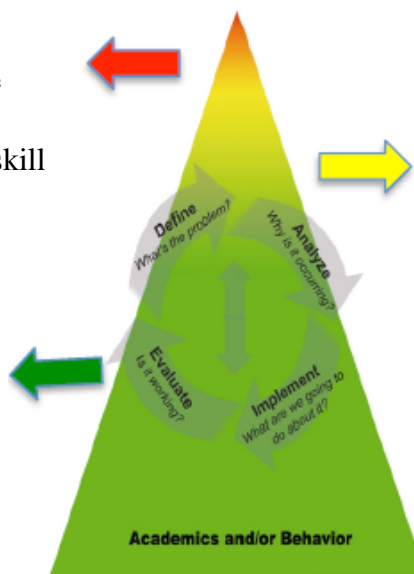 skill
Define
What's the problem?
Analyze
Why is it occurring?
Implement
What are we going to
do about it?
Evaluate
Is it working?
Academics and/or Behavior